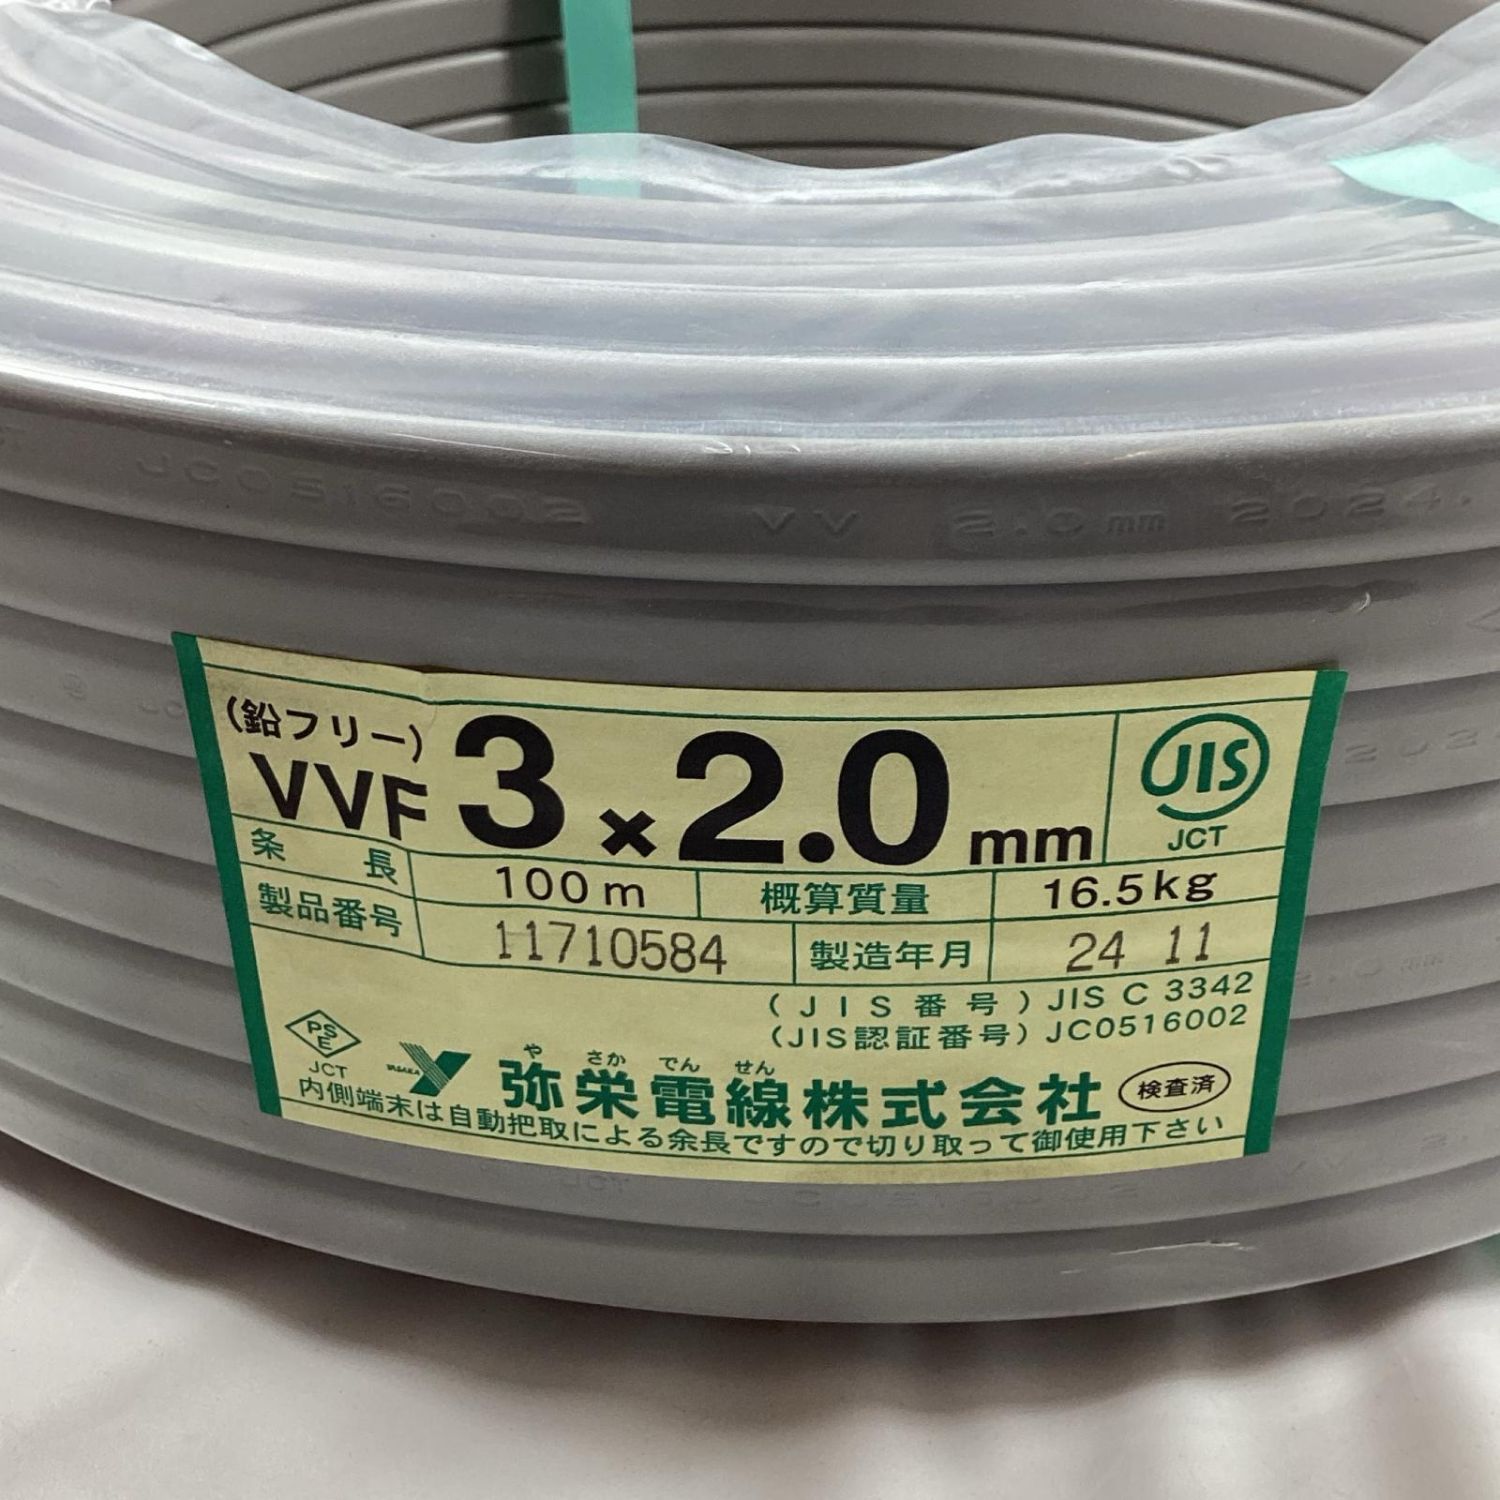 JC0516002 VV 2.0mm 2024.
(鉛フリー)
VVF 3×2.0mm
JIS
JCT
条長 100m 概算質量 16.5kg
製品番号 11710584 製造年月 24 11
(JIS番号) JIS C 3342
(JIS認証番号) JC0516002
PS
E
JCT
YASAKA
や さか でん せん
弥栄電線株式会社 検査済
内側端末は自動把取による余長ですので切り取って御使用下さい